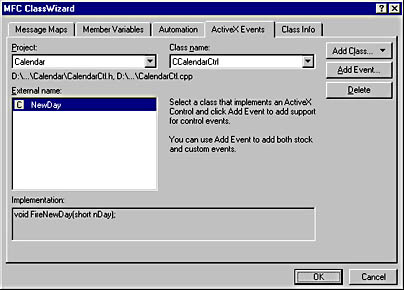 MFC ClassWizard
Message Maps Member Variables Automation ActiveX Events Class Info
Project: Class name:
Calendar CCalendarCtrl
Add Class...
D:\...\Calendar\CalendarCtl.h, D:\...\CalendarCtl.cpp
Add Event...
External name:
Delete
C NewDay
Select a class that implements an ActiveX
Control and click Add Event to add support
for control events.
You can use Add Event to add both stock
and custom events.
Implementation:
void FireNewDay(short nDay);
OK Cancel